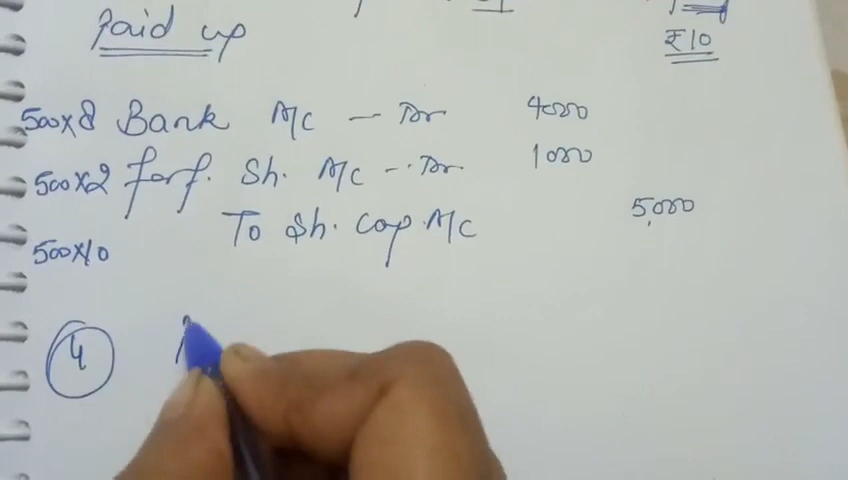 Paid up
₹10
500×8 Bank A/c — Dr 4000
500×2 forf. Sh. A/c -- Dr. 1000
To Sh. Cap. A/c 5,000
500×10
4